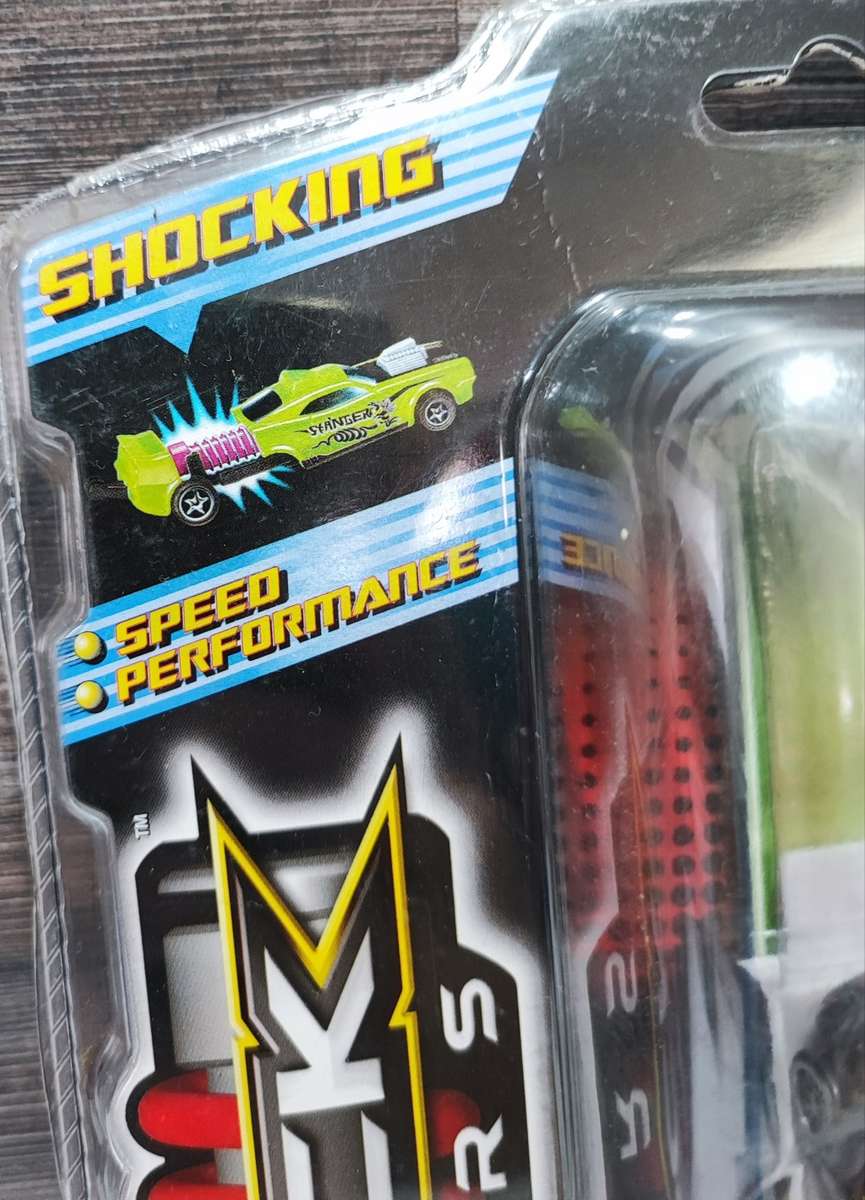 SHOCKING
STINGER
SPEED
PERFORMANCE
TM